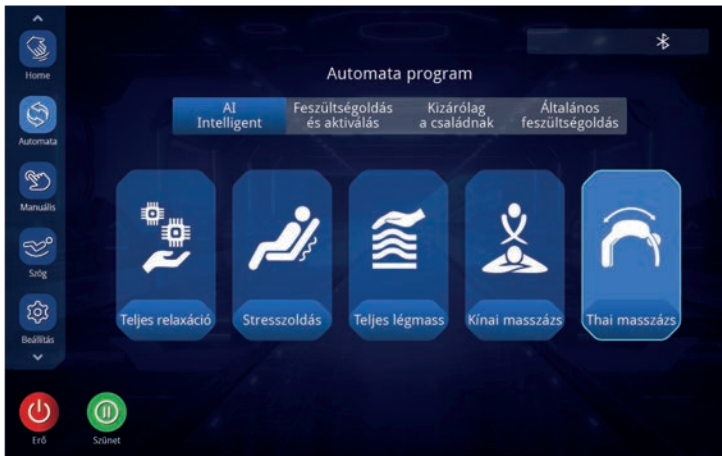 Home
Automata
Manuális
Szög
Beállítás
Erő
Szünet
Automata program
AI
Intelligent
Feszültségoldás
és aktiválás
Kizárólag
a családnak
Általános
feszültségoldás
Teljes relaxáció
Stresszoldás
Teljes légmass
Kínai masszázs
Thai masszázs